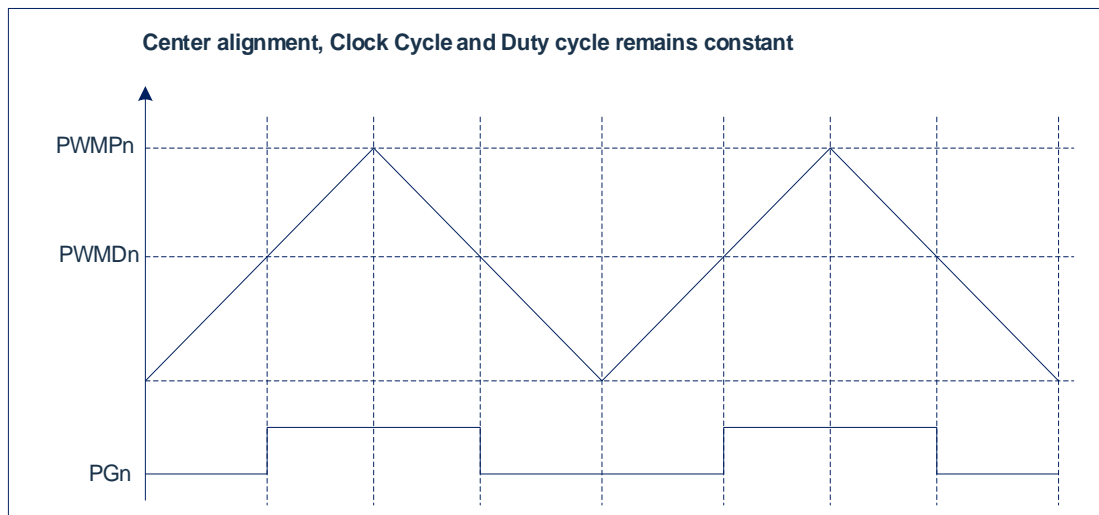 Center alignment, Clock Cycle and Duty cycle remains constant
PWMPn
PWMDn
PGn